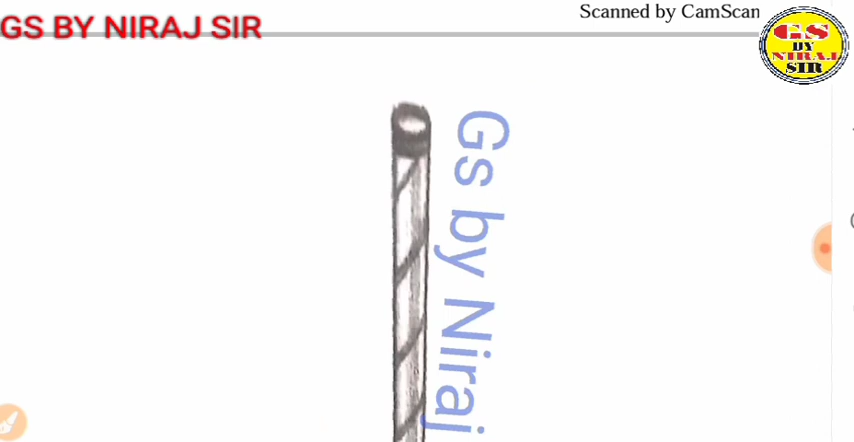 GS BY NIRAJ SIR
Scanned by CamScan
GS
BY
NIRAJ
SIR
Gs by Niraj